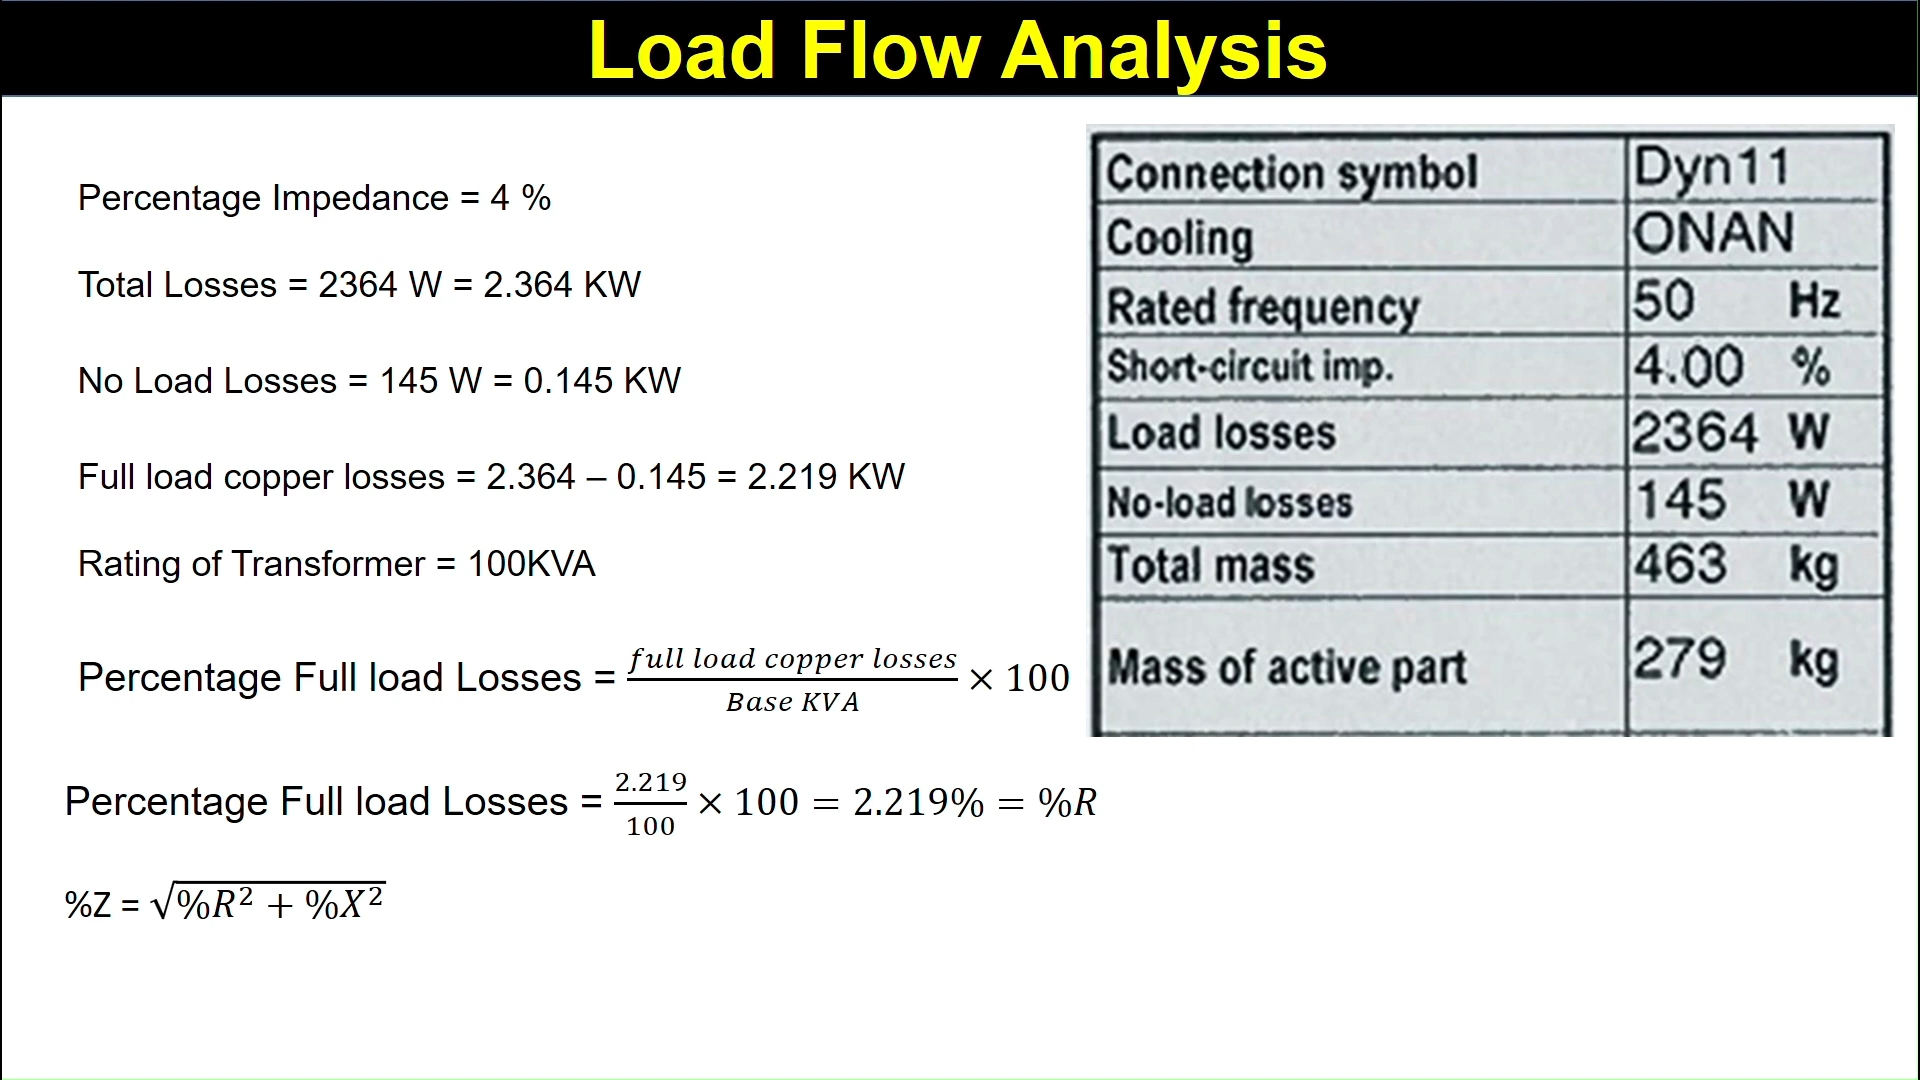 Load Flow Analysis
Percentage Impedance = 4 %
Total Losses = 2364 W = 2.364 KW
No Load Losses = 145 W = 0.145 KW
Full load copper losses = 2.364 – 0.145 = 2.219 KW
Rating of Transformer = 100KVA
Percentage Full load Losses = full load copper losses / Base KVA × 100
Percentage Full load Losses = 2.219 / 100 × 100 = 2.219% = %R
%Z = √%R² + %X²
Connection symbol Dyn11
Cooling ONAN
Rated frequency 50 Hz
Short-circuit imp. 4.00 %
Load losses 2364 W
No-load losses 145 W
Total mass 463 kg
Mass of active part 279 kg